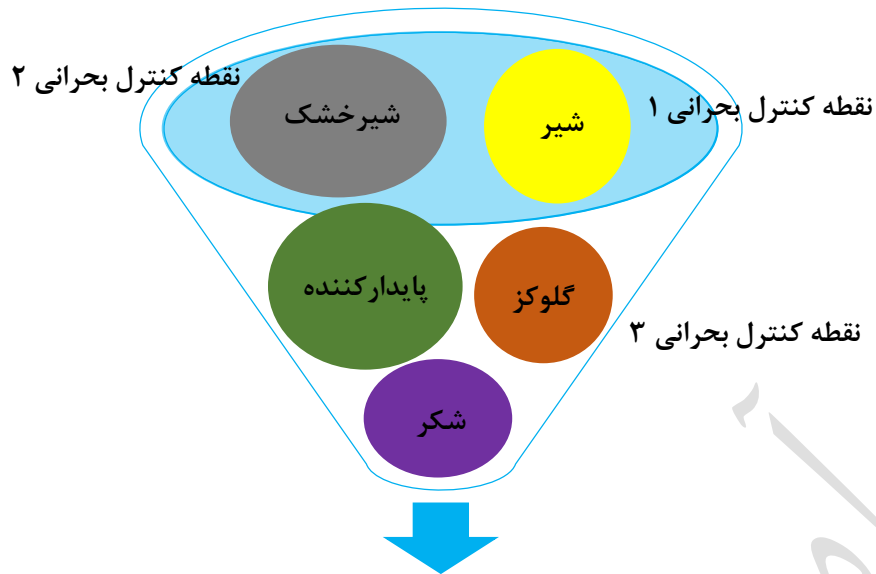 نقطه کنترل بحرانی ۱
نقطه کنترل بحرانی ۲
شیر
شیرخشک
پایدارکننده
گلوکز
نقطه کنترل بحرانی ۳
شکر